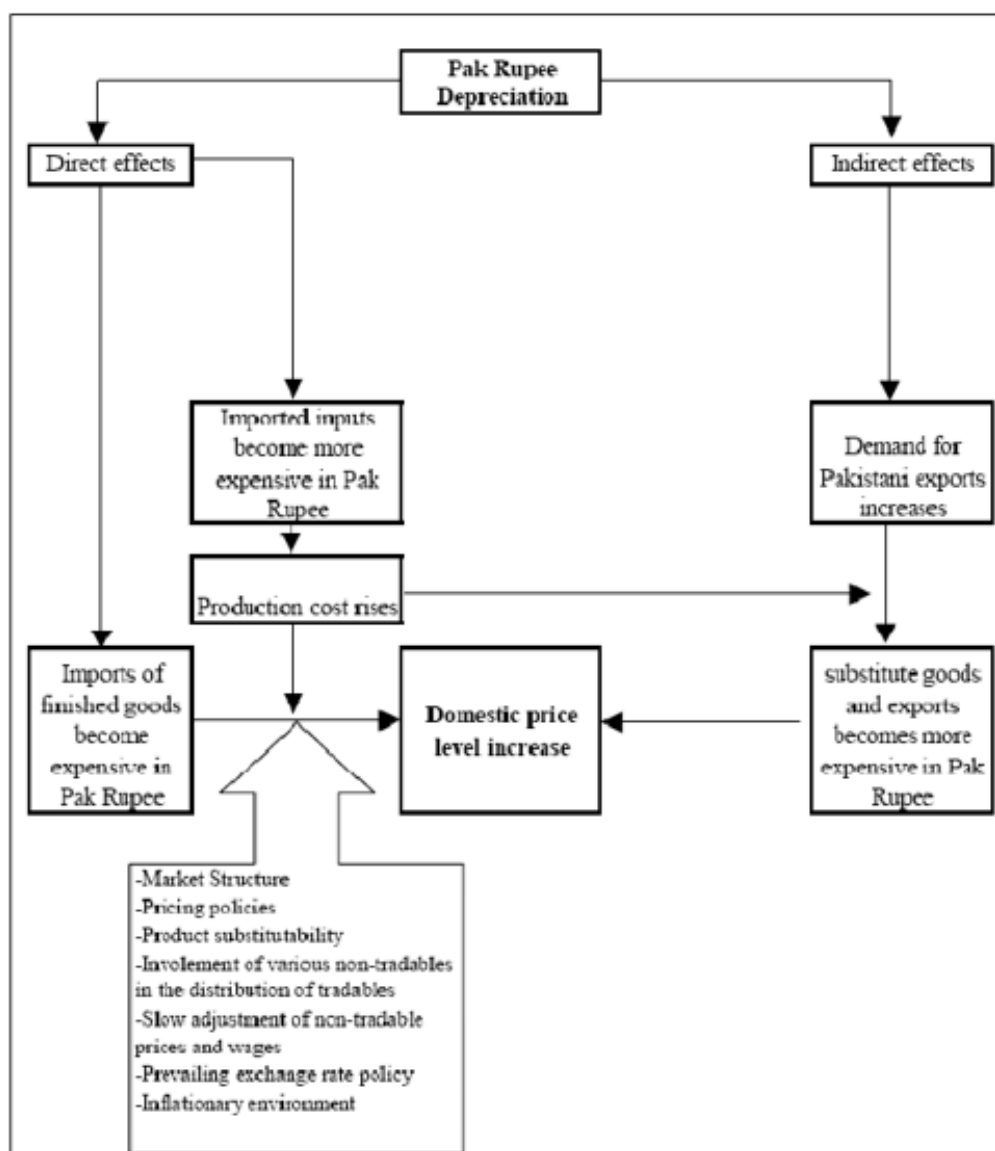 Pak Rupee
Depreciation
Direct effects
Indirect effects
Imported inputs
become more
expensive in Pak
Rupee
Demand for
Pakistani exports
increases
Production cost rises
Imports of
finished goods
become
expensive in
Pak Rupee
Domestic price
level increase
substitute goods
and exports
becomes more
expensive in Pak
Rupee
-Market Structure
-Pricing policies
-Product substitutability
-Involement of various non-tradables
in the distribution of tradables
-Slow adjustment of non-tradable
prices and wages
-Prevailing exchange rate policy
-Inflationary environment